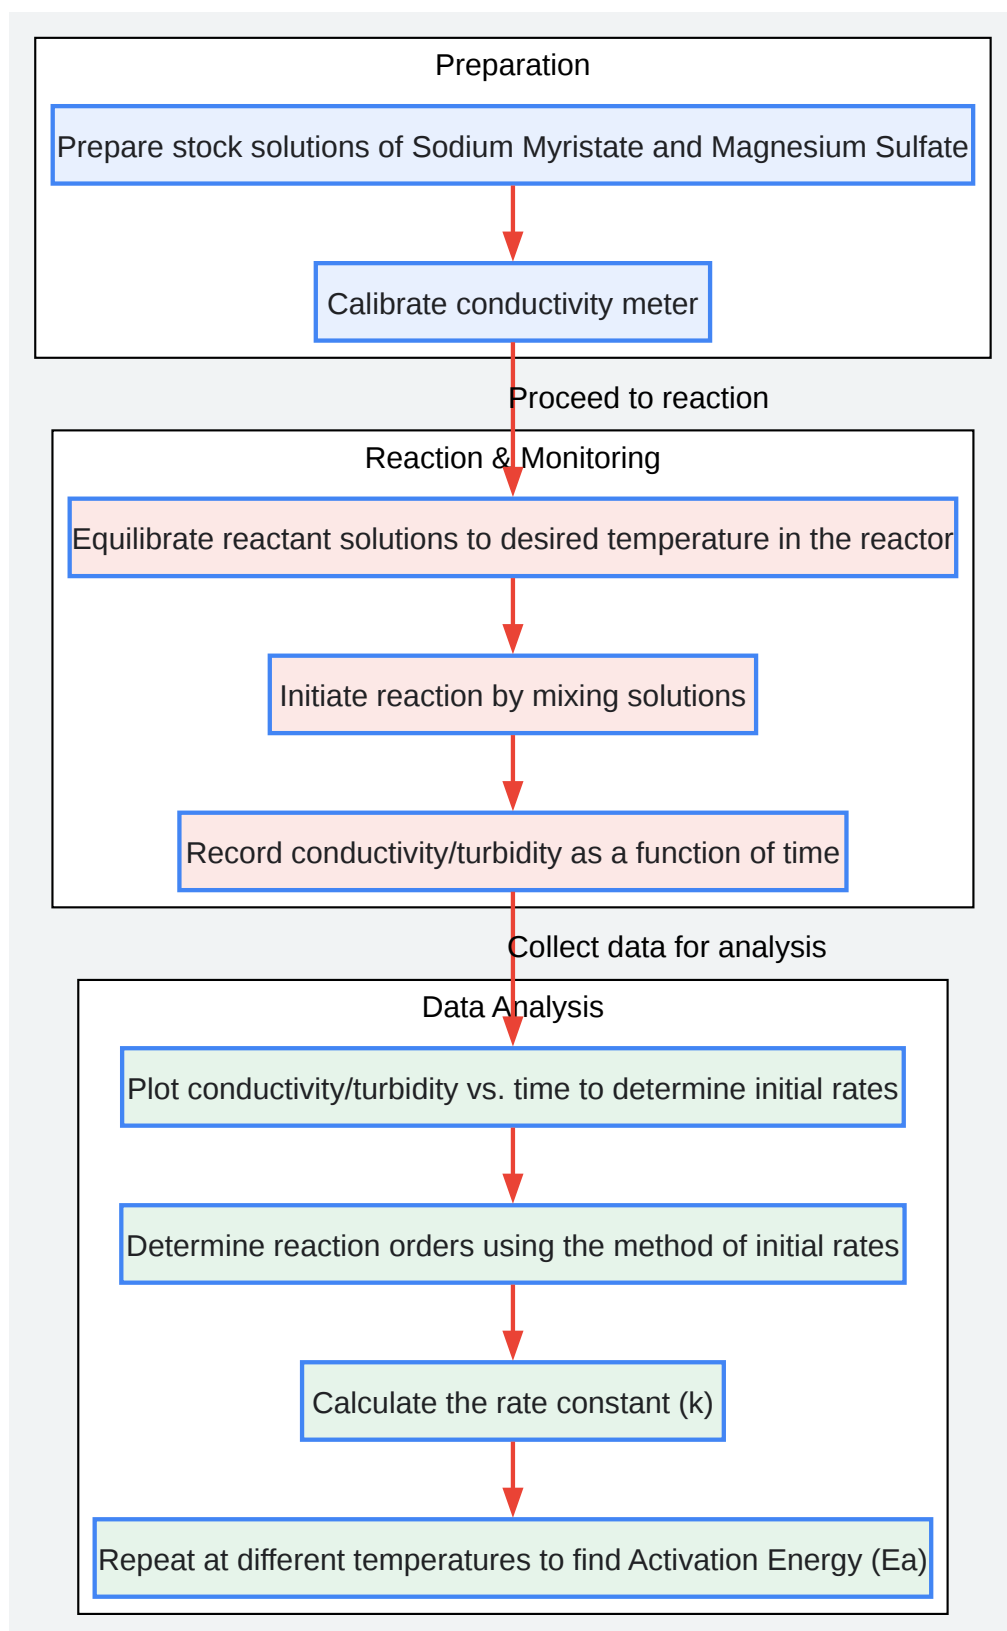 Preparation
Prepare stock solutions of Sodium Myristate and Magnesium Sulfate
Calibrate conductivity meter
Proceed to reaction
Reaction & Monitoring
Equilibrate reactant solutions to desired temperature in the reactor
Initiate reaction by mixing solutions
Record conductivity/turbidity as a function of time
Collect data for analysis
Data Analysis
Plot conductivity/turbidity vs. time to determine initial rates
Determine reaction orders using the method of initial rates
Calculate the rate constant (k)
Repeat at different temperatures to find Activation Energy (Ea)